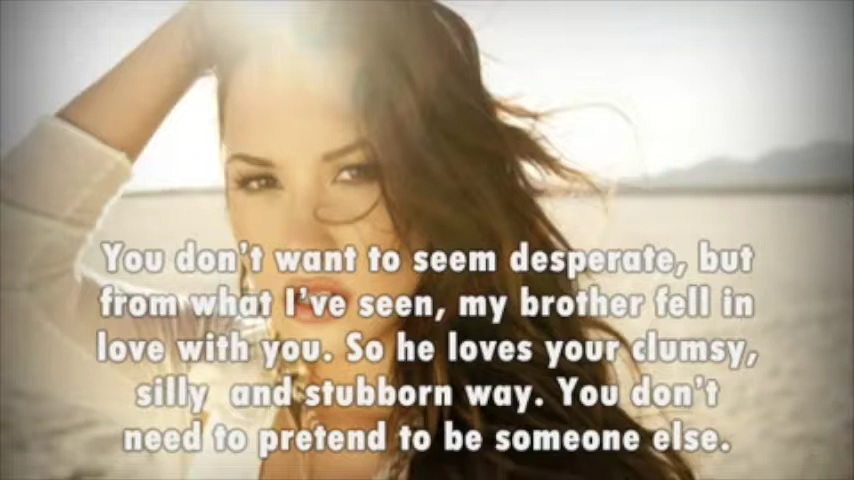 You don't want to seem desperate, but
from what I've seen, my brother fell in
love with you. So he loves your clumsy,
silly and stubborn way. You don't
need to pretend to be someone else.